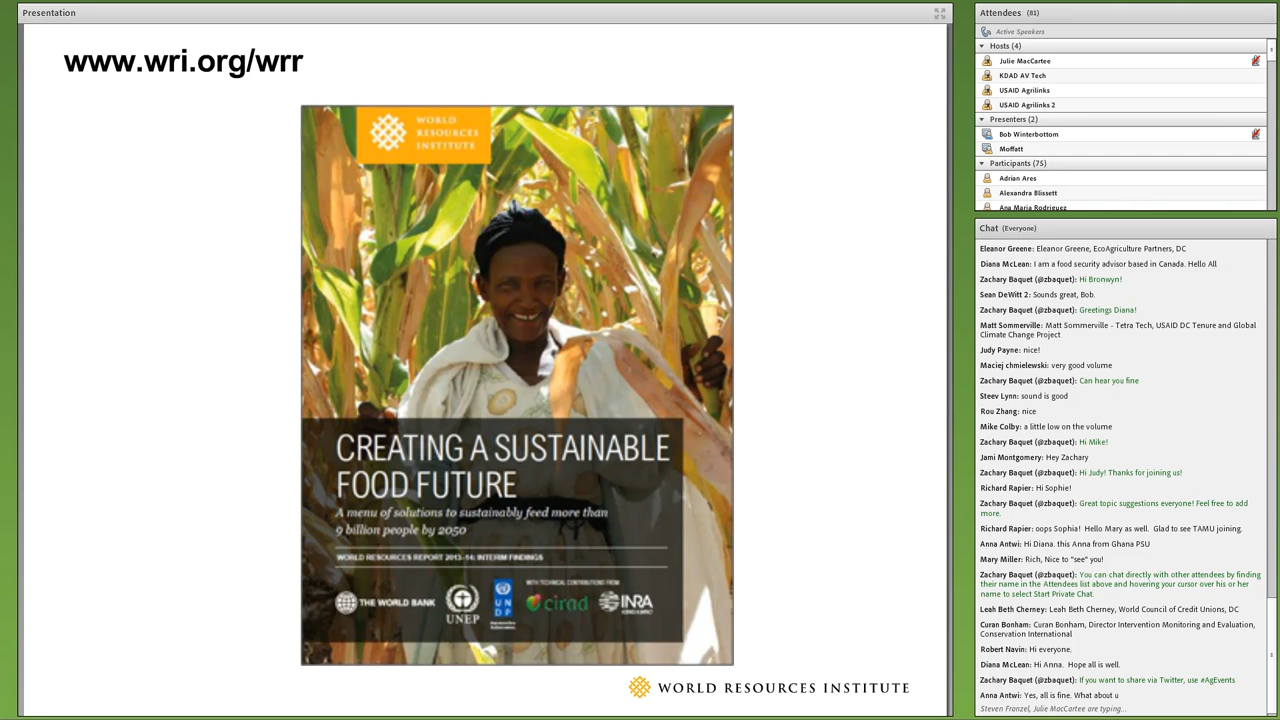 Presentation
www.wri.org/wrr
WORLD
RESOURCES
INSTITUTE
CREATING A SUSTAINABLE
FOOD FUTURE
A menu of solutions to sustainably feed more than
9 billion people by 2050
WORLD RESOURCES REPORT 2013-14: INTERIM FINDINGS
WITH TECHNICAL CONTRIBUTIONS FROM
THE WORLD BANK
UNEP
U N
D P
cirad
INRA
WORLD RESOURCES INSTITUTE
Attendees (81)
Active Speakers
Hosts (4)
Julie MacCartee
KDAD AV Tech
USAID Agrilinks
USAID Agrilinks 2
Presenters (2)
Bob Winterbottom
Moffatt
Participants (75)
Adrian Ares
Alexandra Blissett
Ana Maria Rodriguez
Chat (Everyone)
Eleanor Greene: Eleanor Greene, EcoAgriculture Partners, DC
Diana McLean: I am a food security advisor based in Canada. Hello All
Zachary Baquet (@zbaquet): Hi Bronwyn!
Sean DeWitt 2: Sounds great, Bob.
Zachary Baquet (@zbaquet): Greetings Diana!
Matt Sommerville: Matt Sommerville - Tetra Tech, USAID DC Tenure and Global
Climate Change Project
Judy Payne: nice!
Maciej chmielewski: very good volume
Zachary Baquet (@zbaquet): Can hear you fine
Steev Lynn: sound is good
Rou Zhang: nice
Mike Colby: a little low on the volume
Zachary Baquet (@zbaquet): Hi Mike!
Jami Montgomery: Hey Zachary
Zachary Baquet (@zbaquet): Hi Judy! Thanks for joining us!
Richard Rapier: Hi Sophie!
Zachary Baquet (@zbaquet): Great topic suggestions everyone! Feel free to add
more.
Richard Rapier: oops Sophia! Hello Mary as well. Glad to see TAMU joining.
Anna Antwi: Hi Diana. this Anna from Ghana PSU
Mary Miller: Rich, Nice to "see" you!
Zachary Baquet (@zbaquet): You can chat directly with other attendees by finding
their name in the Attendees list above and hovering your cursor over his or her
name to select Start Private Chat.
Leah Beth Cherney: Leah Beth Cherney, World Council of Credit Unions, DC
Curan Bonham: Curan Bonham, Director Intervention Monitoring and Evaluation,
Conservation International
Robert Navin: Hi everyone.
Diana McLean: Hi Anna. Hope all is well.
Zachary Baquet (@zbaquet): If you want to share via Twitter, use #AgEvents
Anna Antwi: Yes, all is fine. What about u
Steven Franzel, Julie MacCartee are typing...